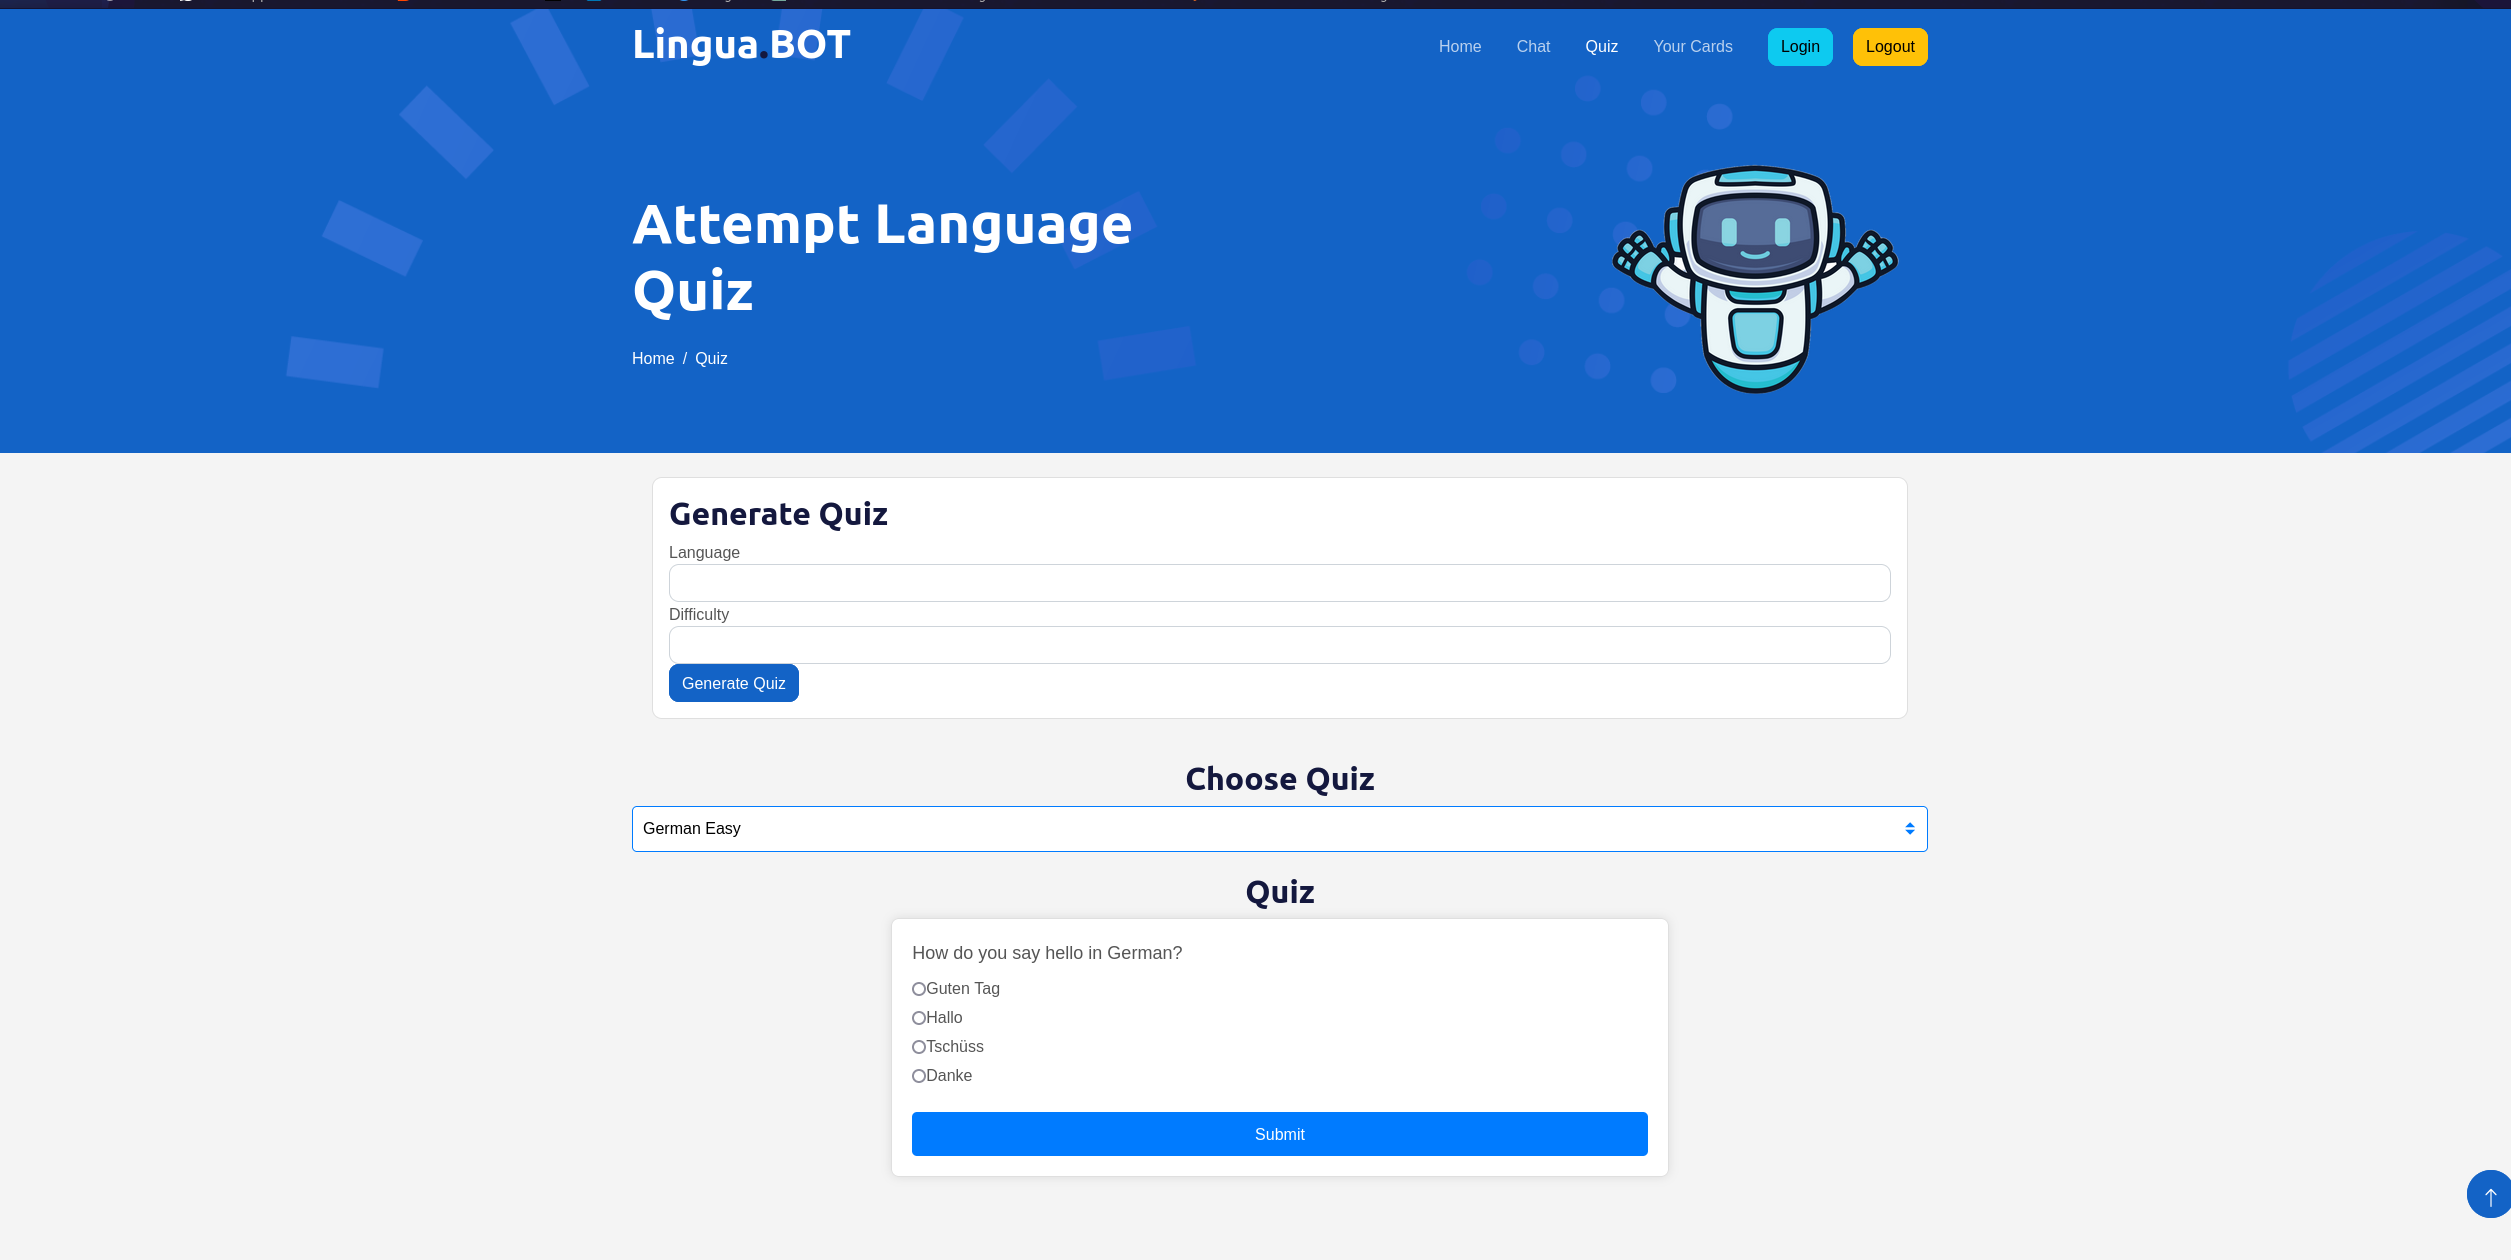 Lingua.BOT
Home Chat Quiz Your Cards Login Logout
Attempt Language
Quiz
Home / Quiz
Generate Quiz
Language
Difficulty
Generate Quiz
Choose Quiz
German Easy
Quiz
How do you say hello in German?
Guten Tag
Hallo
Tschüss
Danke
Submit